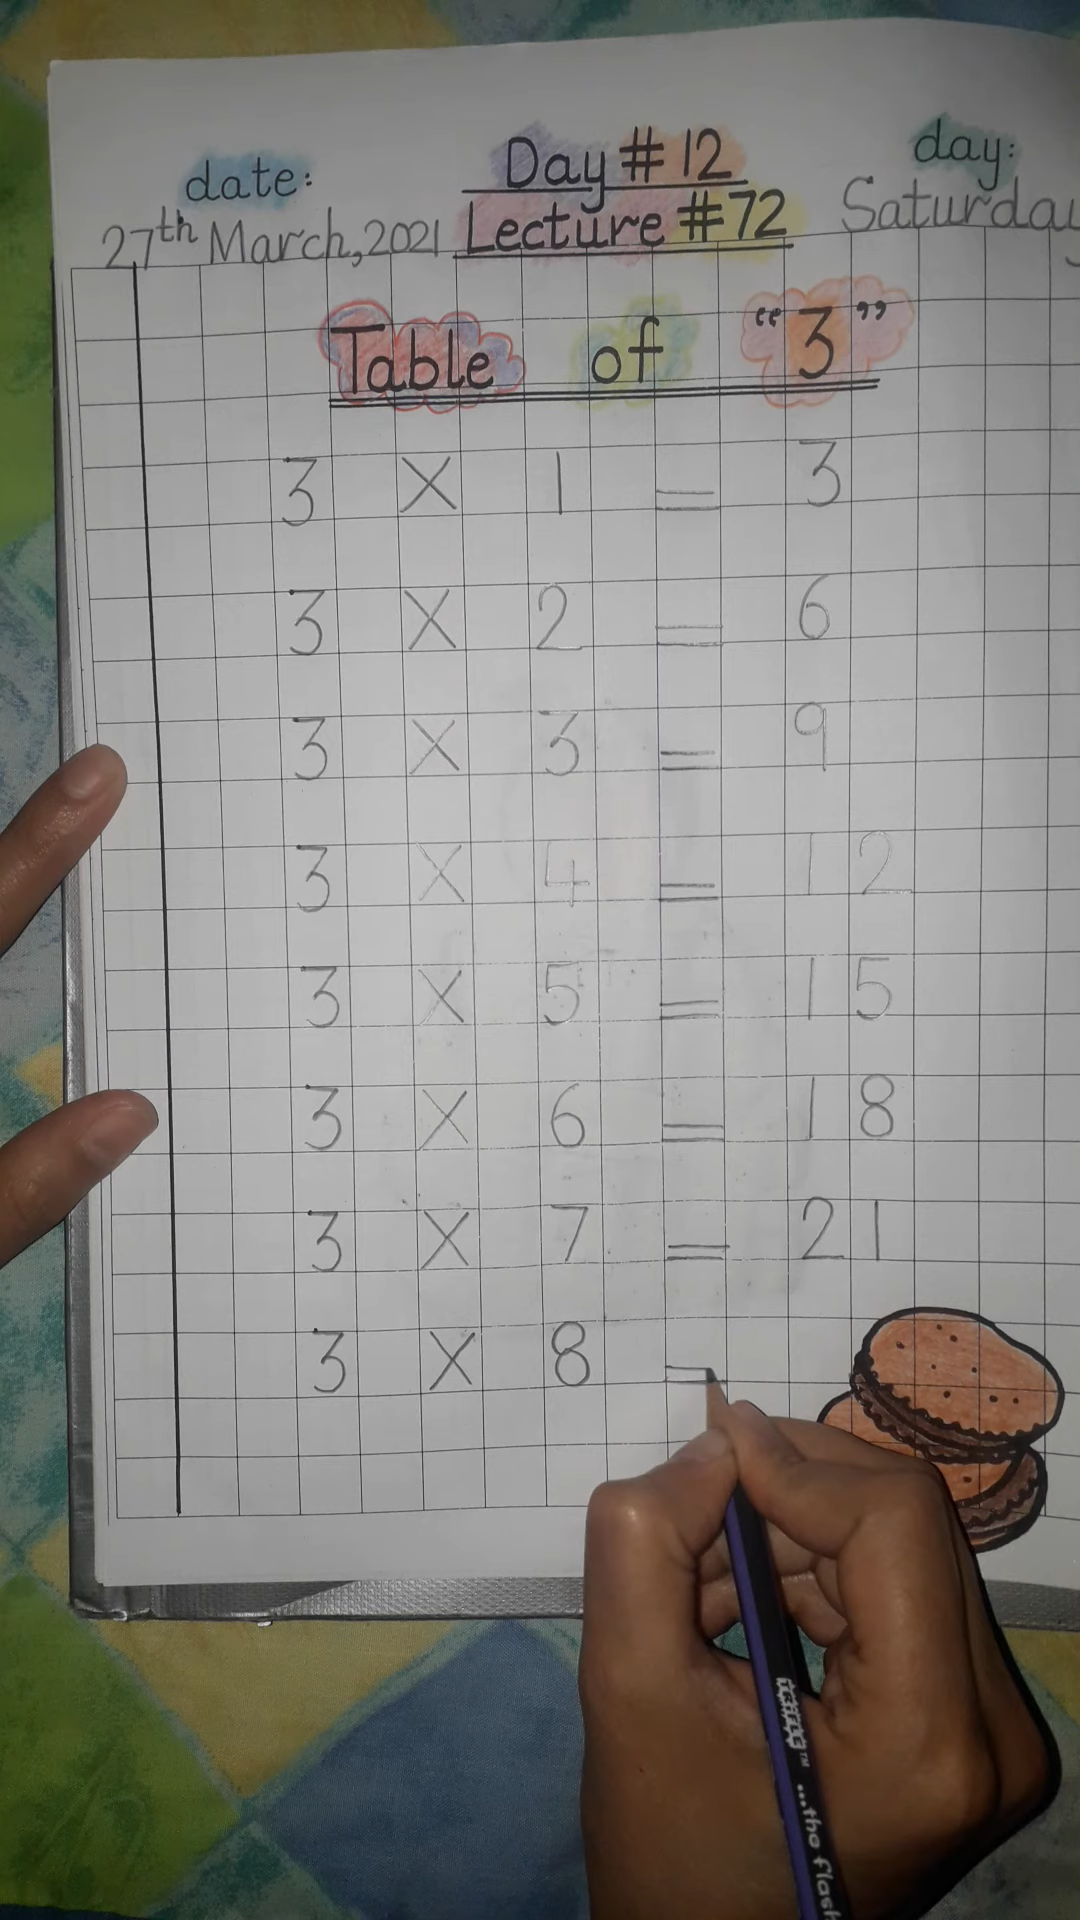 Day #12
date: day:
27th March, 2021 Lecture #72 Saturday
Table of "3"
3 X 1 = 3
3 X 2 = 6
3 X 3 = 9
3 X 4 = 12
3 X 5 = 15
3 X 6 = 18
3 X 7 = 21
3 X 8 –
...the flash